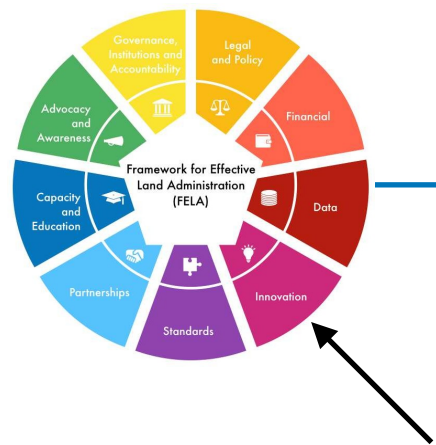 Governance,
Institutions and
Accountability
Legal
and Policy
Financial
Data
Innovation
Standards
Partnerships
Capacity
and
Education
Advocacy
and
Awareness
Framework for Effective
Land Administration
(FELA)